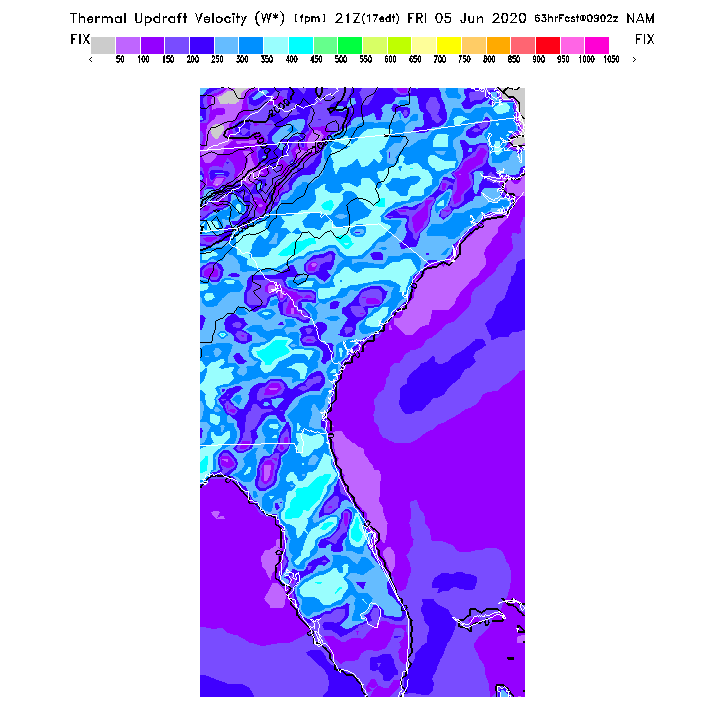 Thermal Updraft Velocity (W*) [fpm] 21Z(17edt) FRI 05 Jun 2020 63hrFcst@0902z NAM
FIX FIX
< 50 100 150 200 250 300 350 400 450 500 550 600 650 700 750 800 850 900 950 1000 1050 >